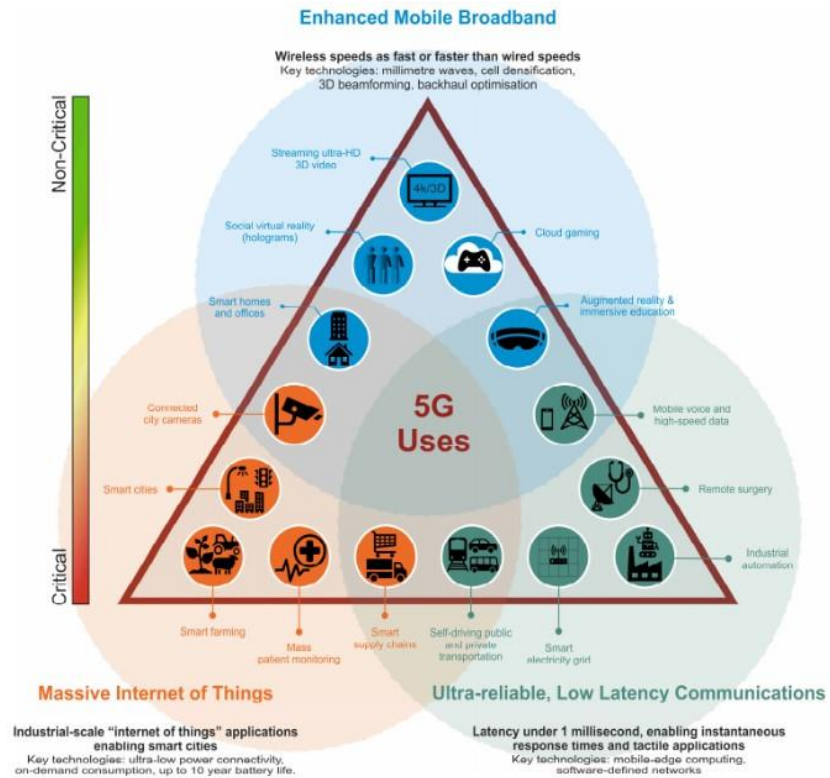 Enhanced Mobile Broadband
Wireless speeds as fast or faster than wired speeds
Key technologies: millimetre waves, cell densification,
3D beamforming, backhaul optimisation
Non-Critical
Critical
Streaming ultra-HD
3D video
4k/3D
Social virtual reality
(holograms)
Cloud gaming
Smart homes
and offices
Augmented reality &
immersive education
5G
Uses
Connected
city cameras
Mobile voice and
high-speed data
Smart cities
Remote surgery
Industrial
automation
Smart farming
Mass
patient monitoring
Smart
supply chains
Self-driving public
and private
transportation
Smart
electricity grid
Massive Internet of Things
Industrial-scale “internet of things” applications
enabling smart cities
Key technologies: ultra-low power connectivity,
on-demand consumption, up to 10 year battery life.
Ultra-reliable, Low Latency Communications
Latency under 1 millisecond, enabling instantaneous
response times and tactile applications
Key technologies: mobile-edge computing,
software-defined networks